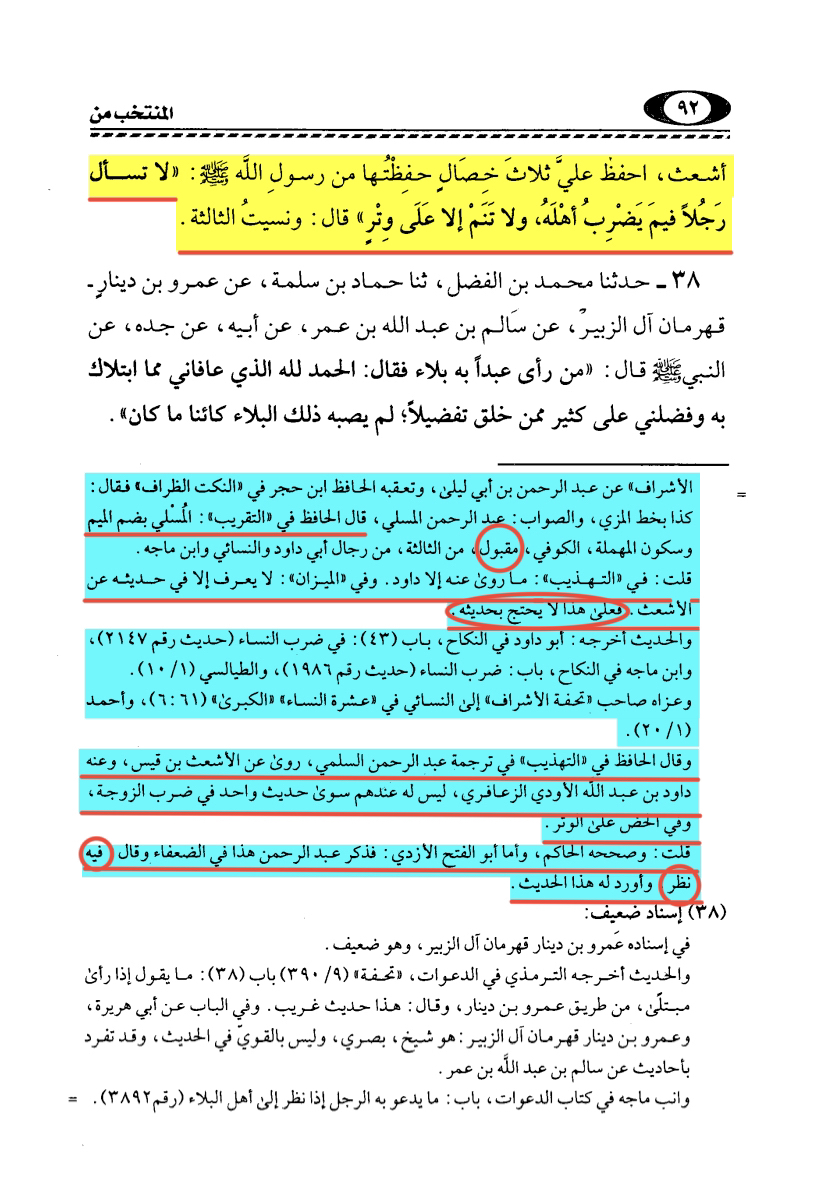 ٩٢
المنتخب من
أشعث، احفظ عليَّ ثلاثَ خِصَالٍ حفِظْتُها من رسولِ اللَّه ﷺ: «لا تسأل
رَجُلاً فيمَ يَضْرِبُ أهْلَهُ، ولا تَنَمْ إلا عَلَى وِتْرٍ» قال: ونسيتُ الثالثة.
٣٨ ـ حدثنا محمد بن الفضل، ثنا حماد بن سلمة، عن عمرو بن دينارٍ ـ
قهرمان آل الزبير، عن سَالم بن عبد الله بن عمر، عن أبيه، عن جده، عن
النبي ﷺ قال: «من رأى عبداً به بلاء فقال: الحمد لله الذي عافاني مما ابتلاك
به وفضلني على كثير ممن خلق تفضيلاً؛ لم يصبه ذلك البلاء كائنا ما كان».
= الأشراف» عن عبد الرحمن بن أبي ليلىٰ، وتعقبه الحافظ ابن حجر في «النكت الظراف» فقال:
كذا بخط المزي، والصواب: عبد الرحمن المسلي، قال الحافظ في «التقريب»: المُسْلي بضم الميم
وسكون المهملة، الكوفي، مقبول، من الثالثة، من رجال أبي داود والنسائي وابن ماجه.
قلت: في «التهذيب»: ما روىٰ عنه إلا داود. وفي «الميزان»: لا يعرف إلا في حديثه عن
الأشعث. فعلىٰ هذا لا يحتج بحديثه.
والحديث أخرجه: أبو داود في النكاح، باب (٤٣): في ضرب النساء (حديث رقم ٢١٤٧)،
وابن ماجه في النكاح، باب: ضرب النساء (حديث رقم ١٩٨٦)، والطيالسي (١٠/١).
وعزاه صاحب «تحفة الأشراف» إلىٰ النسائي في «عشرة النساء» «الكبرىٰ» (٦:٦١)، وأحمد
(٢٠/١).
وقال الحافظ في «التهذيب» في ترجمة عبد الرحمن السلمي، روىٰ عن الأشعث بن قيس، وعنه
داود بن عبد اللَّه الأودي الزعافري، ليس له عندهم سوىٰ حديث واحد في ضرب الزوجة،
وفي الحض علىٰ الوتر.
قلت: وصححه الحاكم، وأما أبو الفتح الأزدي: فذكر عبد الرحمن هذا في الضعفاء وقال فيه
نظر، وأورد له هذا الحديث.
(٣٨) إسناد ضعيف:
في إسناده عَمرو بن دينار قهرمان آل الزبير، وهو ضعيف.
والحديث أخرجه الترمذي في الدعوات، «تحفة» (٣٩٠/٩) باب (٣٨): ما يقول إذا رأىٰ
مبتلًى، من طريق عمرو بن دينار، وقال: هذا حديث غريب. وفي الباب عن أبي هريرة،
وعمرو بن دينار قهرمان آل الزبير: هو شيخ، بصري، وليس بالقويّ في الحديث، وقد تفرد
بأحاديث عن سالم بن عبد اللَّه بن عمر.
وانب ماجه في كتاب الدعوات، باب: ما يدعو به الرجل إذا نظر إلىٰ أهل البلاء (رقم٣٨٩٢). =